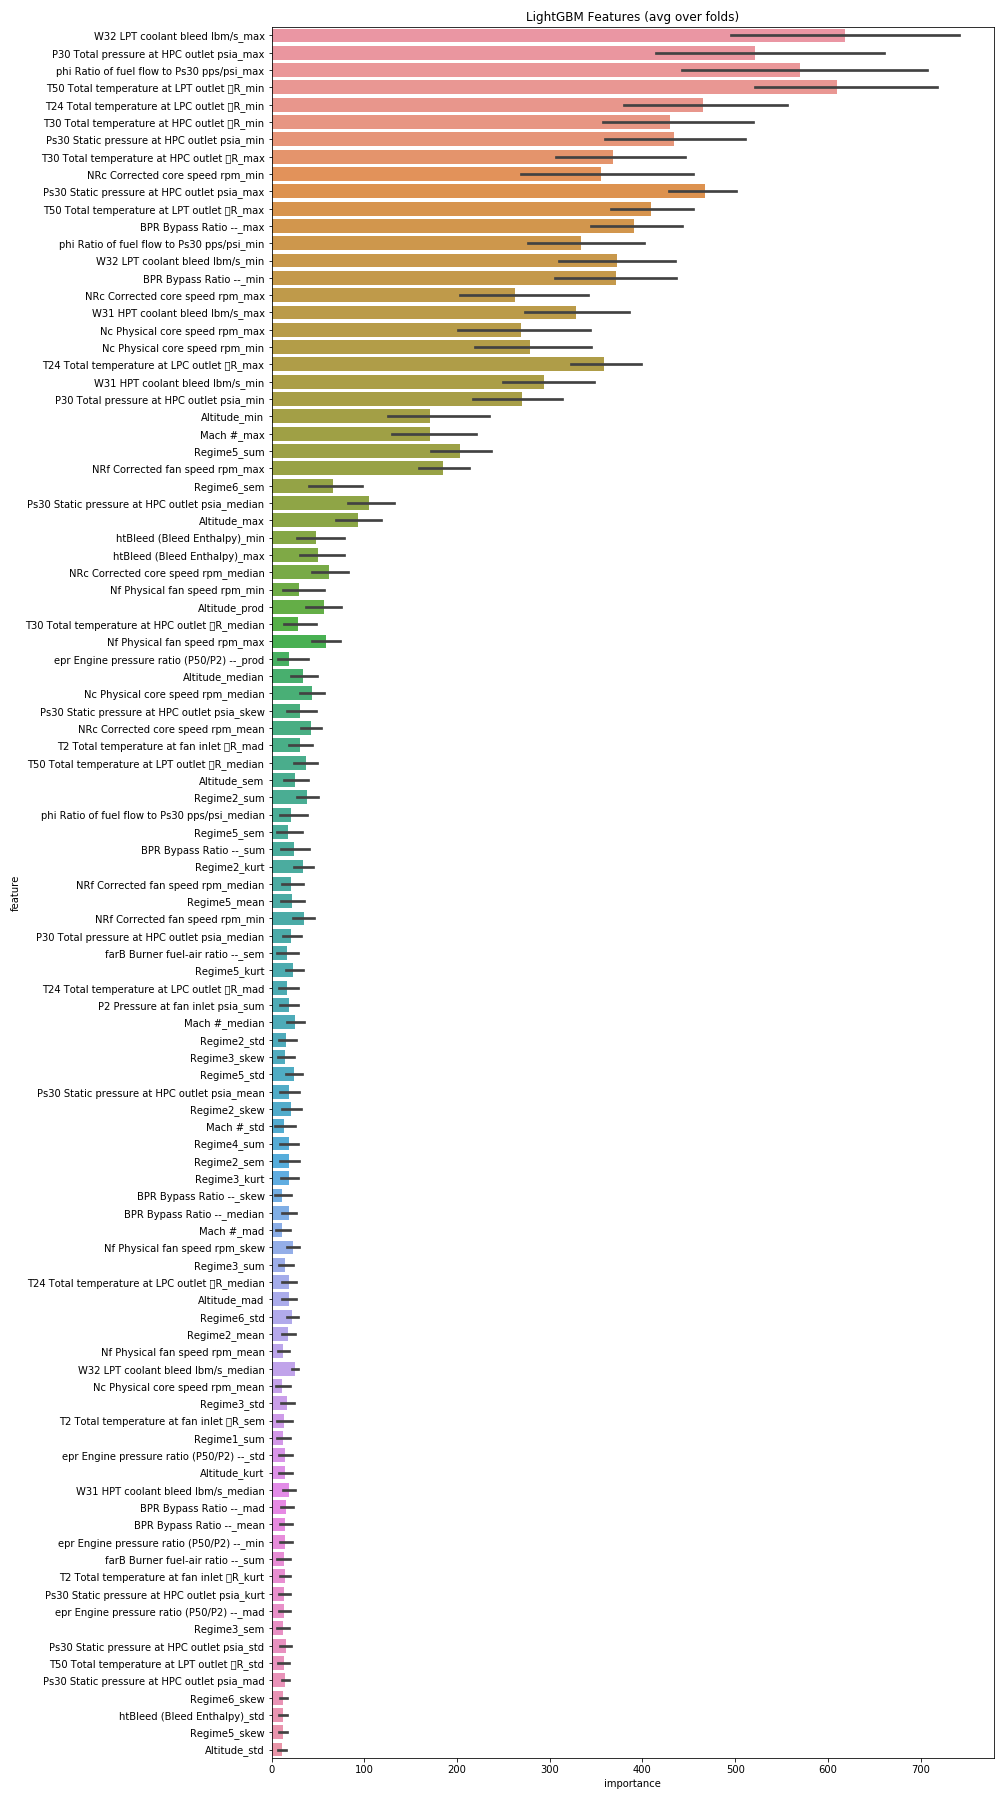 LightGBM Features (avg over folds)
W32 LPT coolant bleed lbm/s_max
P30 Total pressure at HPC outlet psia_max
phi Ratio of fuel flow to Ps30 pps/psi_max
T50 Total temperature at LPT outlet R_min
T24 Total temperature at LPC outlet R_min
T30 Total temperature at HPC outlet R_min
Ps30 Static pressure at HPC outlet psia_min
T30 Total temperature at HPC outlet R_max
NRc Corrected core speed rpm_min
Ps30 Static pressure at HPC outlet psia_max
T50 Total temperature at LPT outlet R_max
BPR Bypass Ratio --_max
phi Ratio of fuel flow to Ps30 pps/psi_min
W32 LPT coolant bleed lbm/s_min
BPR Bypass Ratio --_min
NRc Corrected core speed rpm_max
W31 HPT coolant bleed lbm/s_max
Nc Physical core speed rpm_max
Nc Physical core speed rpm_min
T24 Total temperature at LPC outlet R_max
W31 HPT coolant bleed lbm/s_min
P30 Total pressure at HPC outlet psia_min
Altitude_min
Mach #_max
Regime5_sum
NRf Corrected fan speed rpm_max
Regime6_sem
Ps30 Static pressure at HPC outlet psia_median
Altitude_max
htBleed (Bleed Enthalpy)_min
htBleed (Bleed Enthalpy)_max
NRc Corrected core speed rpm_median
Nf Physical fan speed rpm_min
Altitude_prod
T30 Total temperature at HPC outlet R_median
Nf Physical fan speed rpm_max
epr Engine pressure ratio (P50/P2) --_prod
Altitude_median
Nc Physical core speed rpm_median
Ps30 Static pressure at HPC outlet psia_skew
NRc Corrected core speed rpm_mean
T2 Total temperature at fan inlet R_mad
T50 Total temperature at LPT outlet R_median
Altitude_sem
Regime2_sum
phi Ratio of fuel flow to Ps30 pps/psi_median
Regime5_sem
BPR Bypass Ratio --_sum
Regime2_kurt
NRf Corrected fan speed rpm_median
Regime5_mean
NRf Corrected fan speed rpm_min
P30 Total pressure at HPC outlet psia_median
farB Burner fuel-air ratio --_sem
Regime5_kurt
T24 Total temperature at LPC outlet R_mad
P2 Pressure at fan inlet psia_sum
Mach #_median
Regime2_std
Regime3_skew
Regime5_std
Ps30 Static pressure at HPC outlet psia_mean
Regime2_skew
Mach #_std
Regime4_sum
Regime2_sem
Regime3_kurt
BPR Bypass Ratio --_skew
BPR Bypass Ratio --_median
Mach #_mad
Nf Physical fan speed rpm_skew
Regime3_sum
T24 Total temperature at LPC outlet R_median
Altitude_mad
Regime6_std
Regime2_mean
Nf Physical fan speed rpm_mean
W32 LPT coolant bleed lbm/s_median
Nc Physical core speed rpm_mean
Regime3_std
T2 Total temperature at fan inlet R_sem
Regime1_sum
epr Engine pressure ratio (P50/P2) --_std
Altitude_kurt
W31 HPT coolant bleed lbm/s_median
BPR Bypass Ratio --_mad
BPR Bypass Ratio --_mean
epr Engine pressure ratio (P50/P2) --_min
farB Burner fuel-air ratio --_sum
T2 Total temperature at fan inlet R_kurt
Ps30 Static pressure at HPC outlet psia_kurt
epr Engine pressure ratio (P50/P2) --_mad
Regime3_sem
Ps30 Static pressure at HPC outlet psia_std
T50 Total temperature at LPT outlet R_std
Ps30 Static pressure at HPC outlet psia_mad
Regime6_skew
htBleed (Bleed Enthalpy)_std
Regime5_skew
Altitude_std
feature
0 100 200 300 400 500 600 700
importance